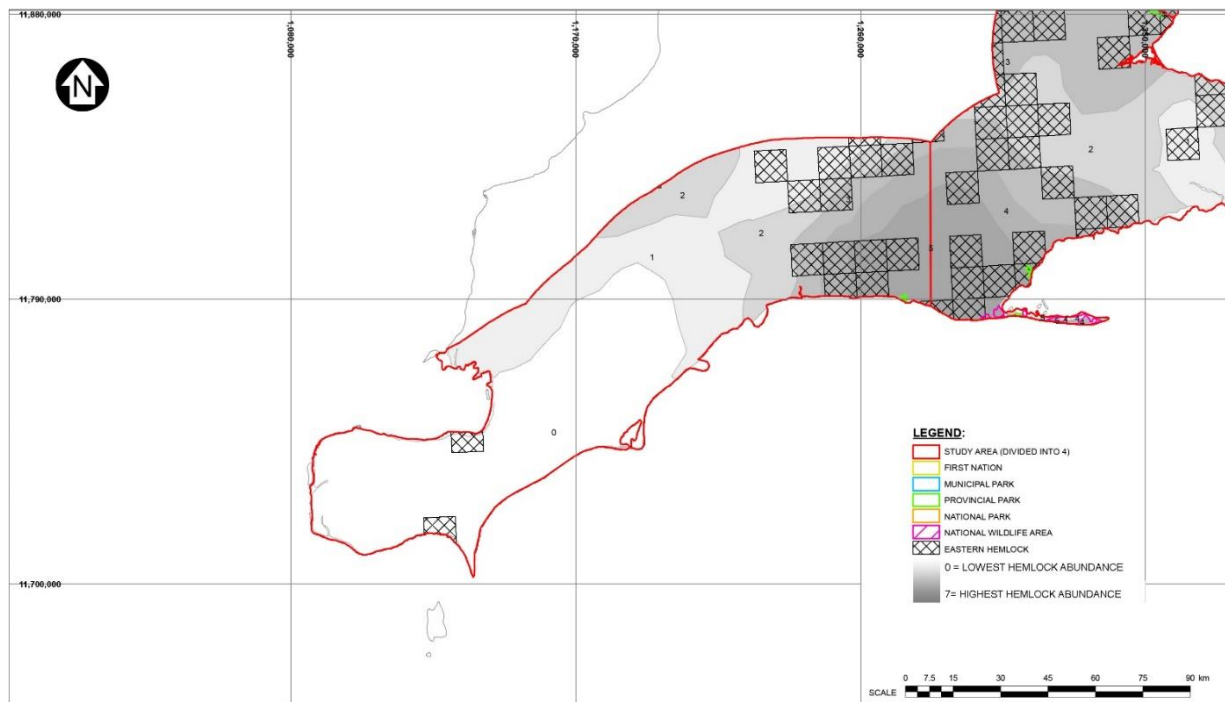 11,880,000
1,080,000
1,170,000
1,260,000
N
3
2
2
3
4
2
5
1
11,790,000
0
LEGEND:
STUDY AREA (DIVIDED INTO 4)
FIRST NATION
MUNICIPAL PARK
PROVINCIAL PARK
NATIONAL PARK
NATIONAL WILDLIFE AREA
EASTERN HEMLOCK
0 = LOWEST HEMLOCK ABUNDANCE
7= HIGHEST HEMLOCK ABUNDANCE
11,700,000
SCALE
0 7.5 15 30 45 60 75 90 km